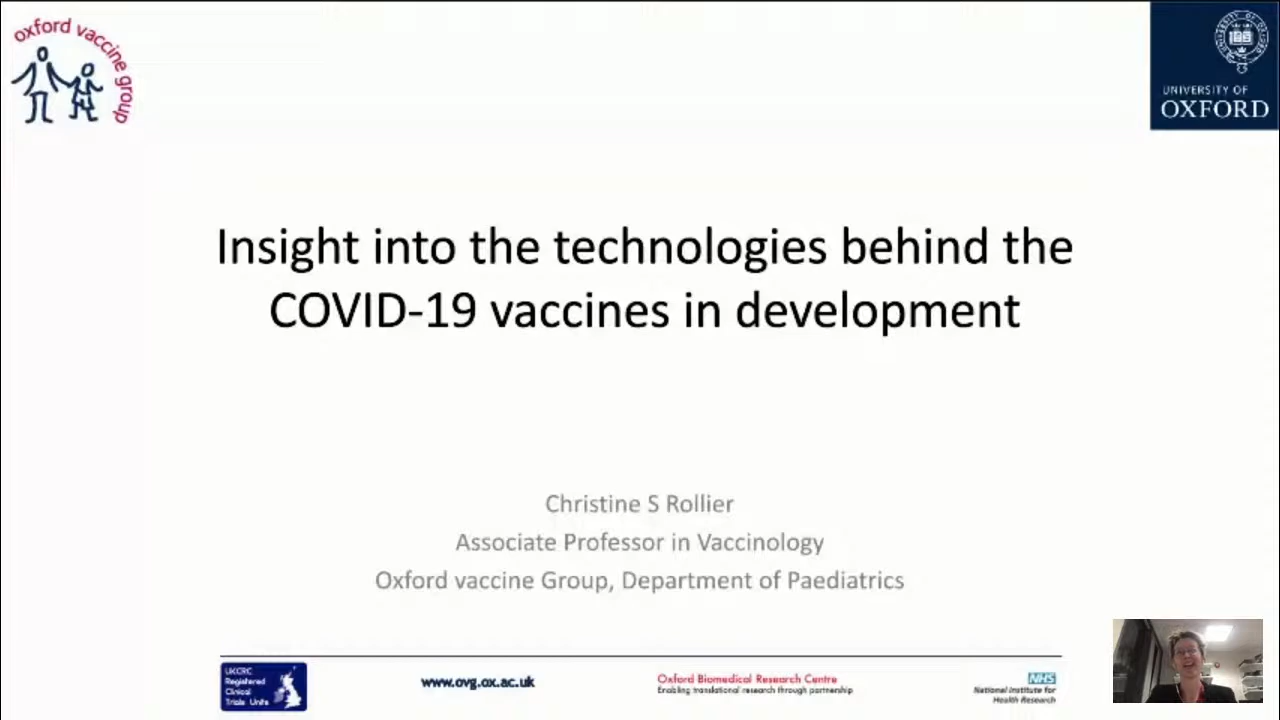 oxford vaccine group
UNIVERSITY OF
OXFORD
Insight into the technologies behind the
COVID-19 vaccines in development
Christine S Rollier
Associate Professor in Vaccinology
Oxford vaccine Group, Department of Paediatrics
UKCRC
Registered
Clinical
Trials Units
www.ovg.ox.ac.uk
Oxford Biomedical Research Centre
Enabling translational research through partnership
NHS
National Institute for
Health Research